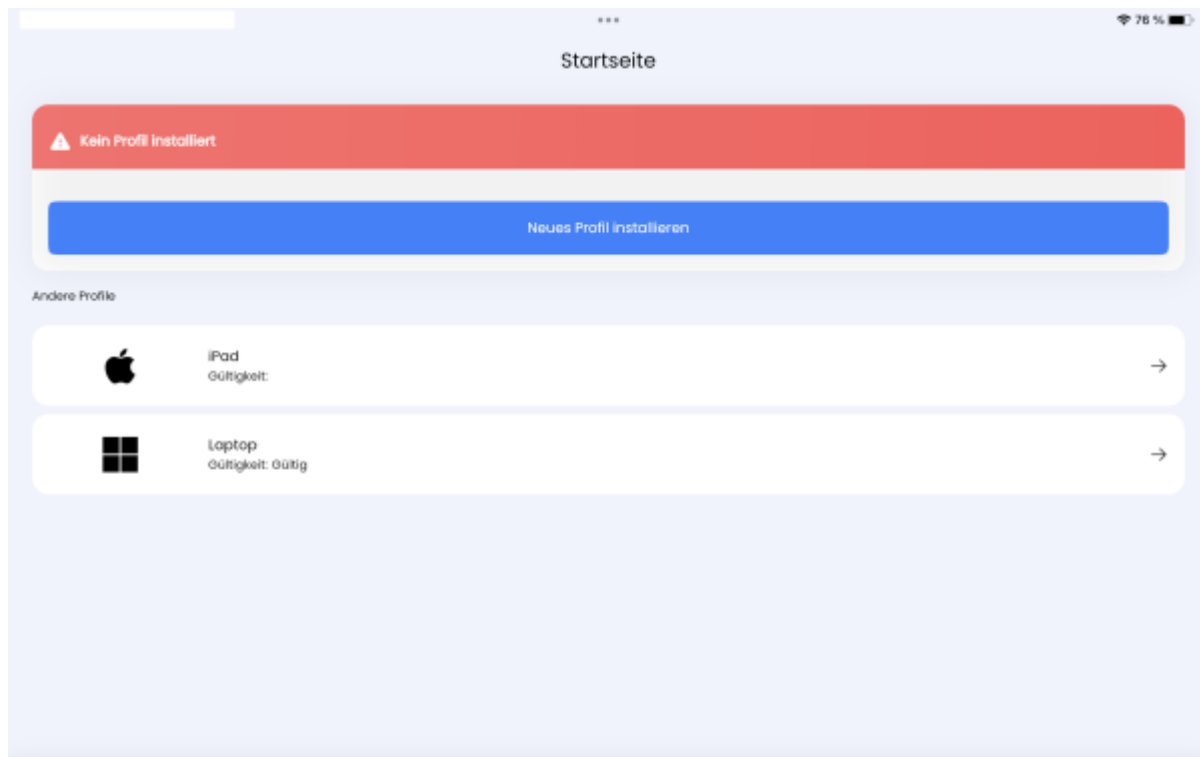 76 %
Startseite
Kein Profil installiert
Neues Profil installieren
Andere Profile
iPad
Gültigkeit:
Laptop
Gültigkeit: Gültig